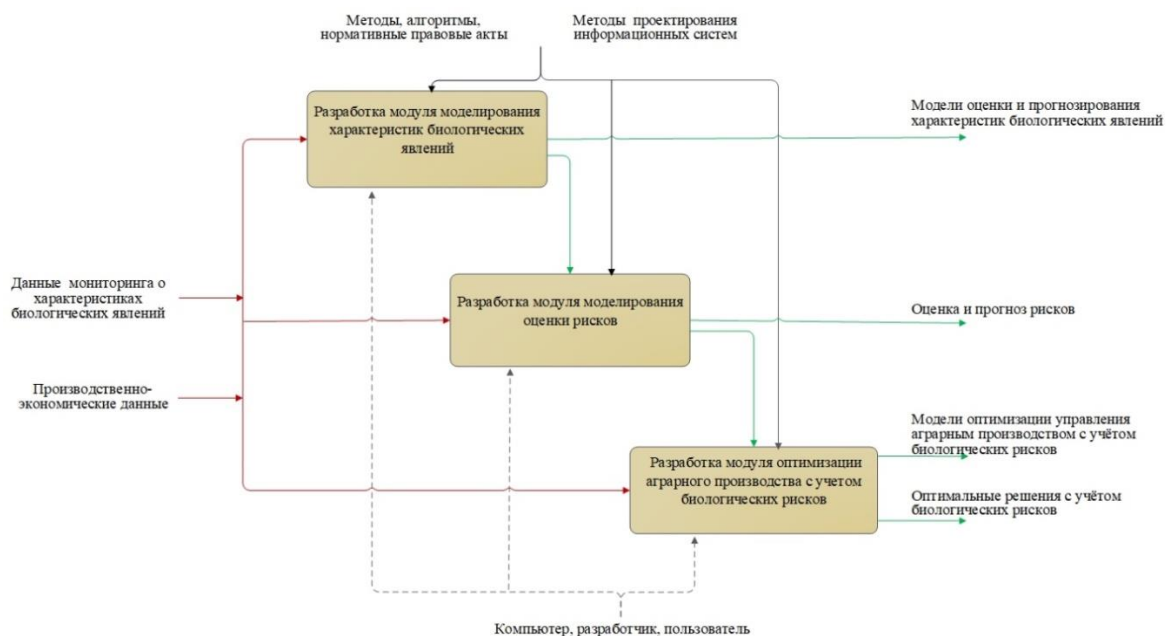 Методы, алгоритмы,
нормативные правовые акты
Методы проектирования
информационных систем
Разработка модуля моделирования
характеристик биологических
явлений
Модели оценки и прогнозирования
характеристик биологических явлений
Данные мониторинга о
характеристиках
биологических явлений
Разработка модуля моделирования
оценки рисков
Оценка и прогноз рисков
Производственно-
экономические данные
Модели оптимизации управления
аграрным производством с учётом
биологических рисков
Разработка модуля оптимизации
аграрного производства с учетом
биологических рисков
Оптимальные решения с учётом
биологических рисков
Компьютер, разработчик, пользователь